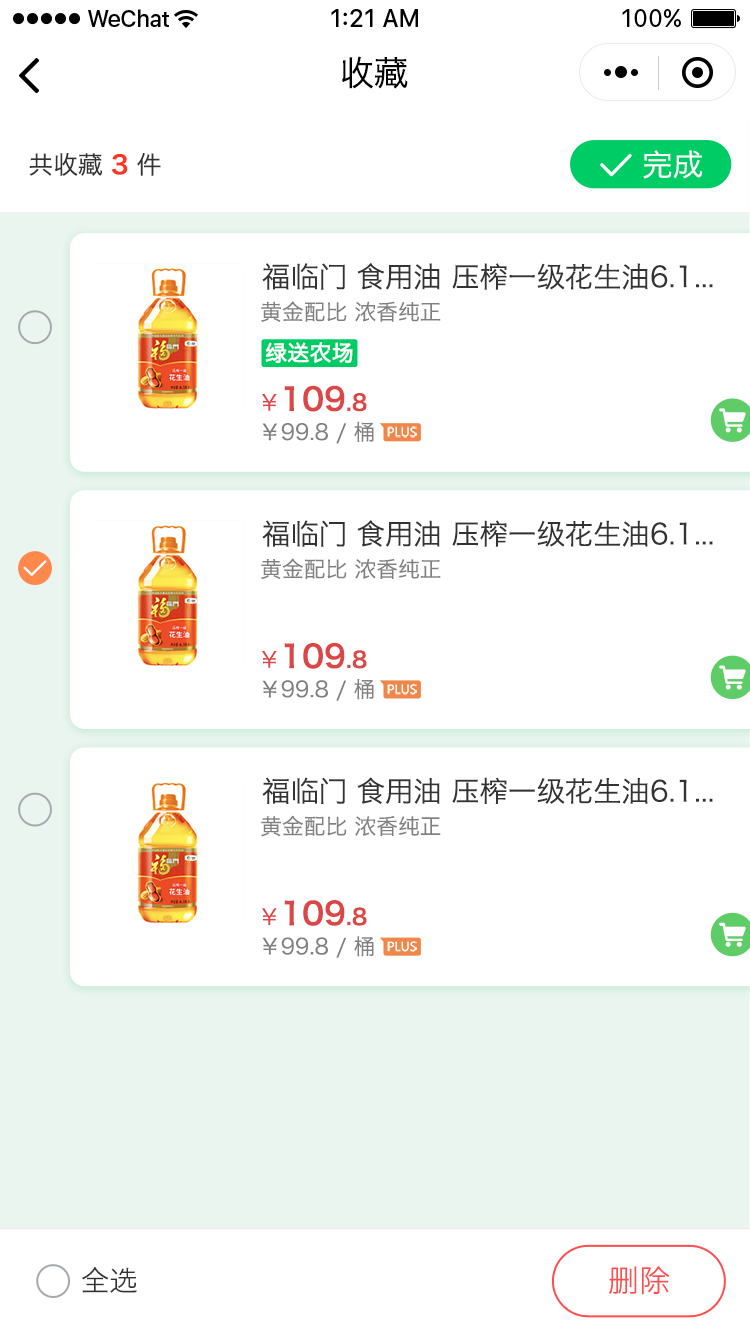 WeChat 1:21 AM 100%
收藏
共收藏 3 件
完成
福临门 食用油 压榨一级花生油6.1...
黄金配比 浓香纯正
绿送农场
¥109.8
¥99.8 / 桶 PLUS
福临门 食用油 压榨一级花生油6.1...
黄金配比 浓香纯正
¥109.8
¥99.8 / 桶 PLUS
福临门 食用油 压榨一级花生油6.1...
黄金配比 浓香纯正
¥109.8
¥99.8 / 桶 PLUS
全选
删除